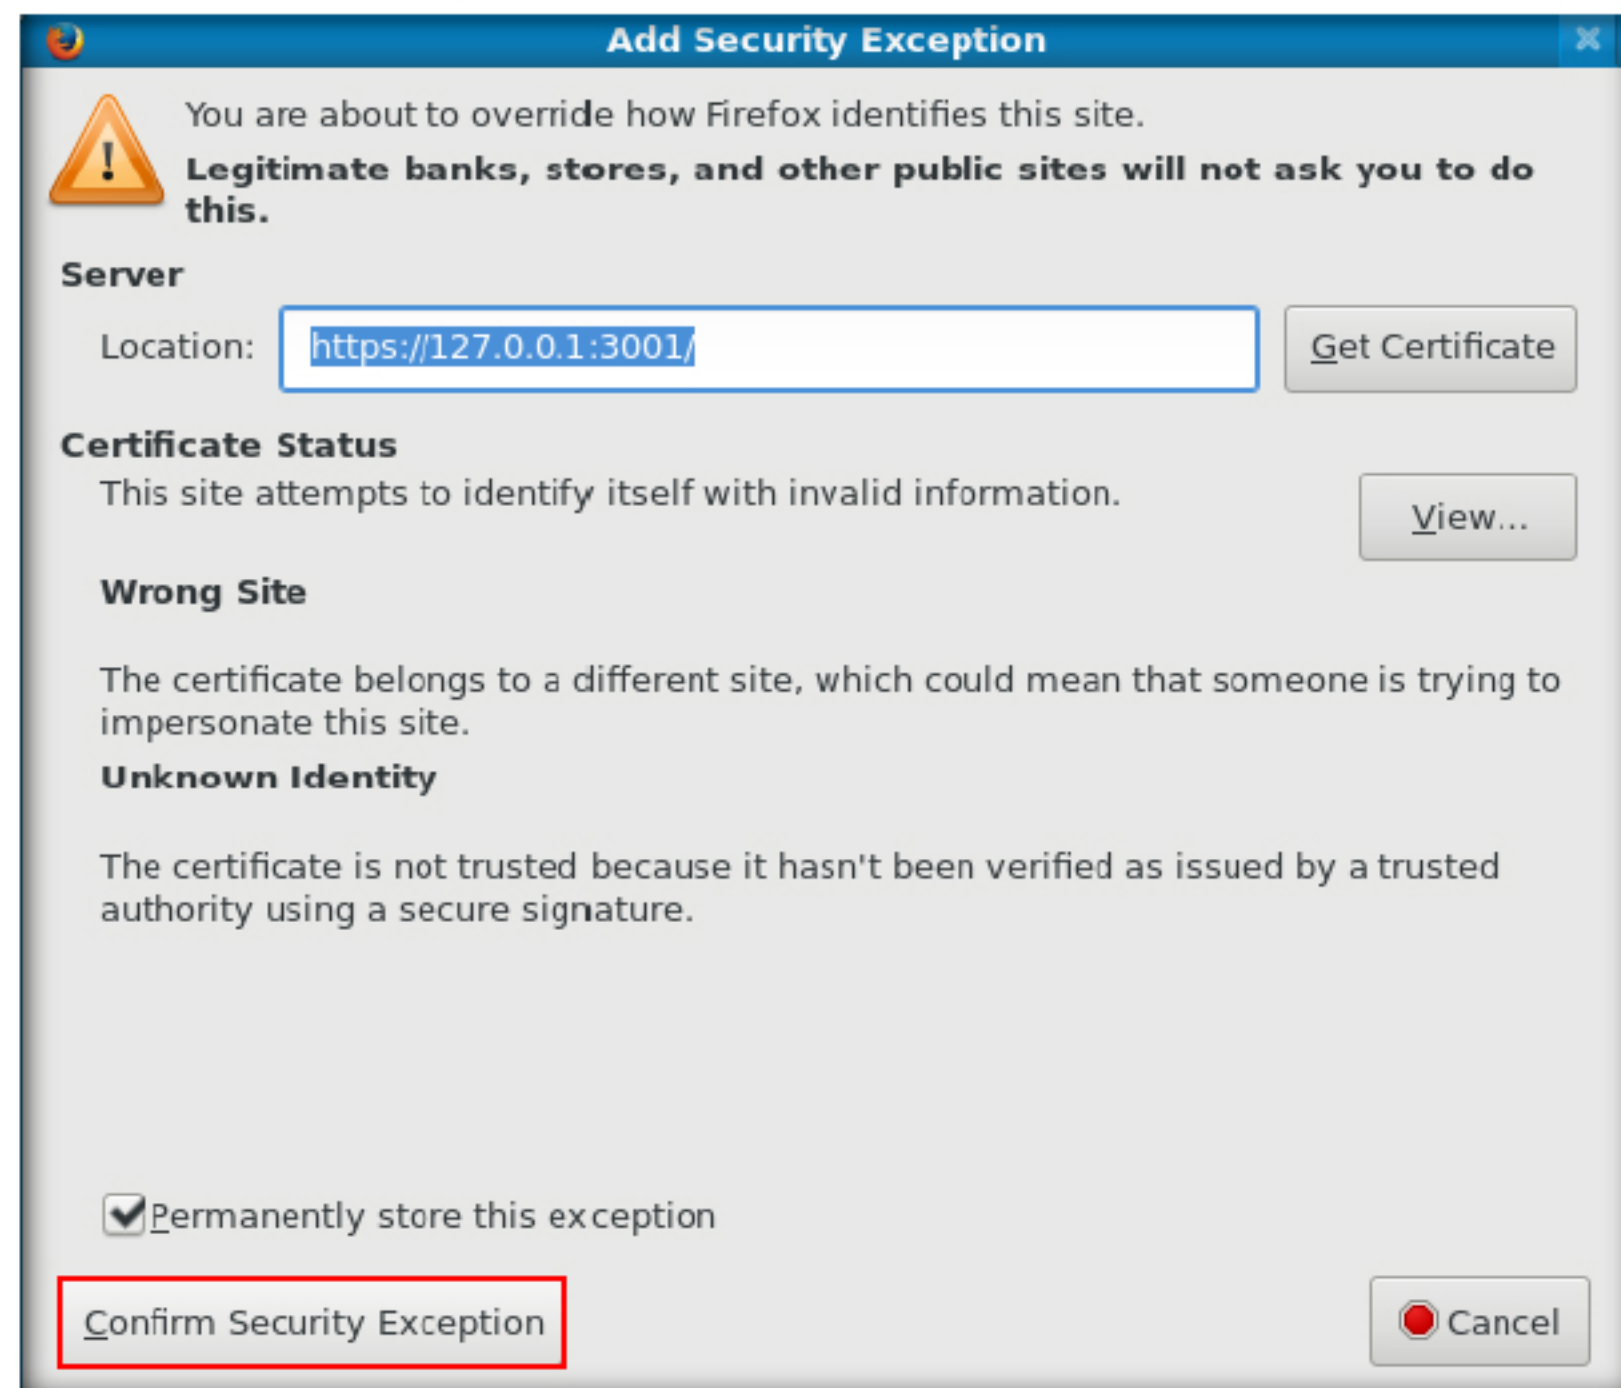 Add Security Exception
You are about to override how Firefox identifies this site.
Legitimate banks, stores, and other public sites will not ask you to do
this.
Server
Location: https://127.0.0.1:3001/ Get Certificate
Certificate Status
This site attempts to identify itself with invalid information.
View...
Wrong Site
The certificate belongs to a different site, which could mean that someone is trying to
impersonate this site.
Unknown Identity
The certificate is not trusted because it hasn't been verified as issued by a trusted
authority using a secure signature.
Permanently store this exception
Confirm Security Exception Cancel